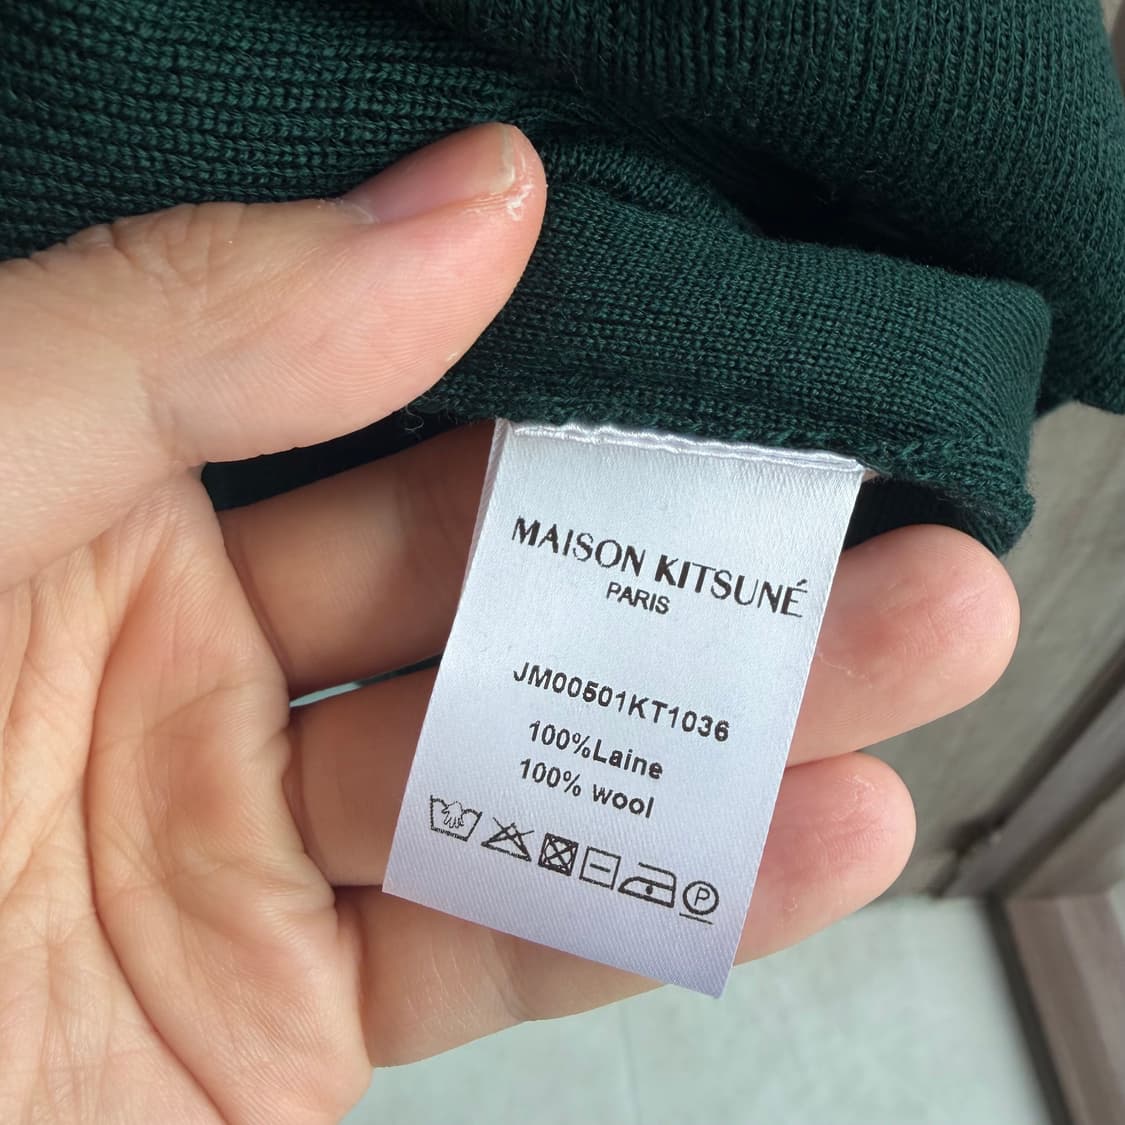 MAISON KITSUNÉ
PARIS
JM00501KT1036
100%Laine
100% wool
P